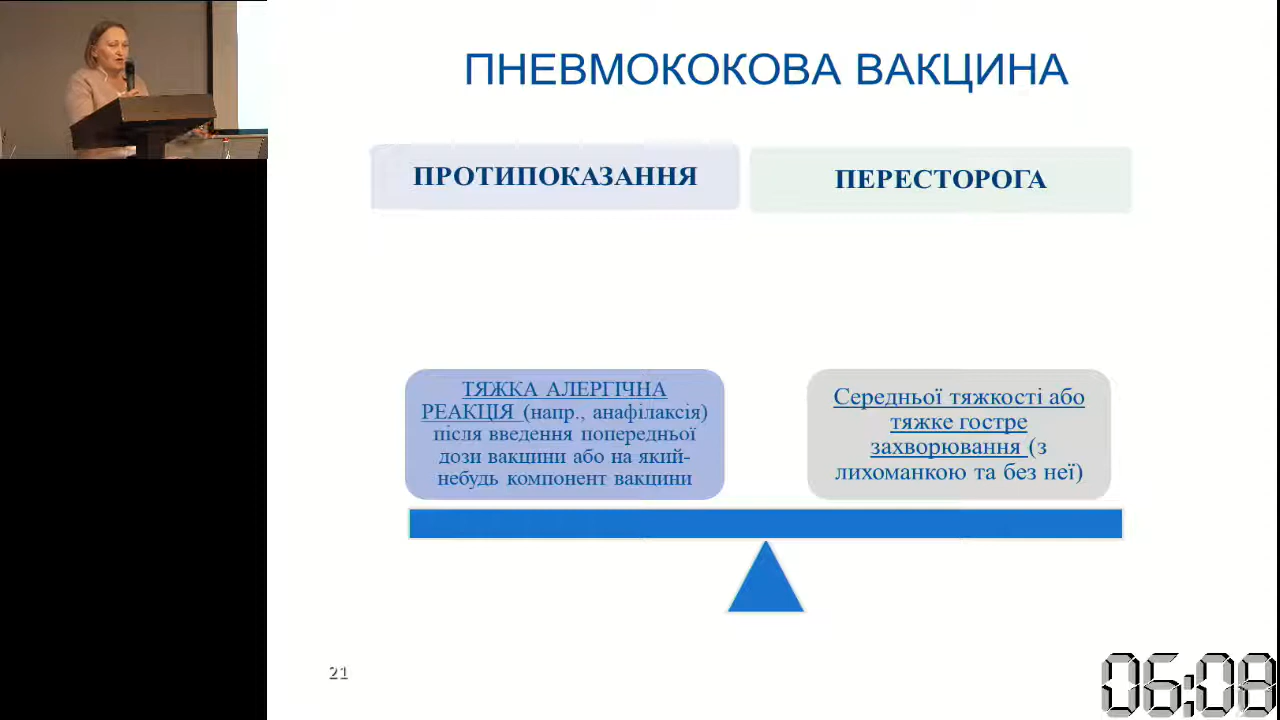 ПНЕВМОКОКОВА ВАКЦИНА
ПРОТИПОКАЗАННЯ
ПЕРЕСТОРОГА
ТЯЖКА АЛЕРГІЧНА
РЕАКЦІЯ (напр., анафілаксія)
після введення попередньої
дози вакцини або на який-
небудь компонент вакцини
Середньої тяжкості або
тяжке гостре
захворювання (з
лихоманкою та без неї)
21
06:08